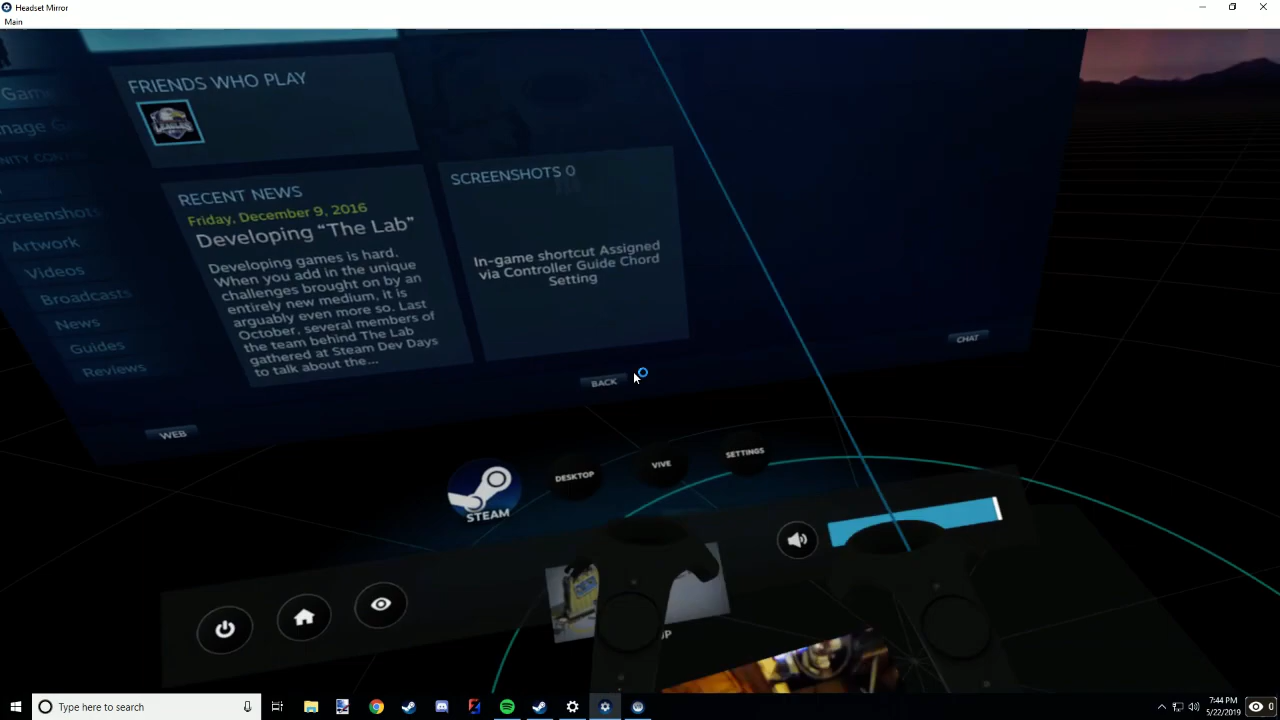 Headset Mirror
Main
FRIENDS WHO PLAY
RECENT NEWS
Friday, December 9, 2016
Developing “The Lab”
Developing games is hard.
When you add in the unique
challenges brought on by an
entirely new medium, it is
arguably even more so. Last
October, several members of
the team behind The Lab
gathered at Steam Dev Days
to talk about the...
SCREENSHOTS 0
In-game shortcut Assigned
via Controller Guide Chord
Setting
Screenshots
Artwork
Videos
Broadcasts
News
Guides
Reviews
WEB
BACK
CHAT
STEAM
DESKTOP
VIVE
SETTINGS
Type here to search
7:44 PM
5/22/2019
0